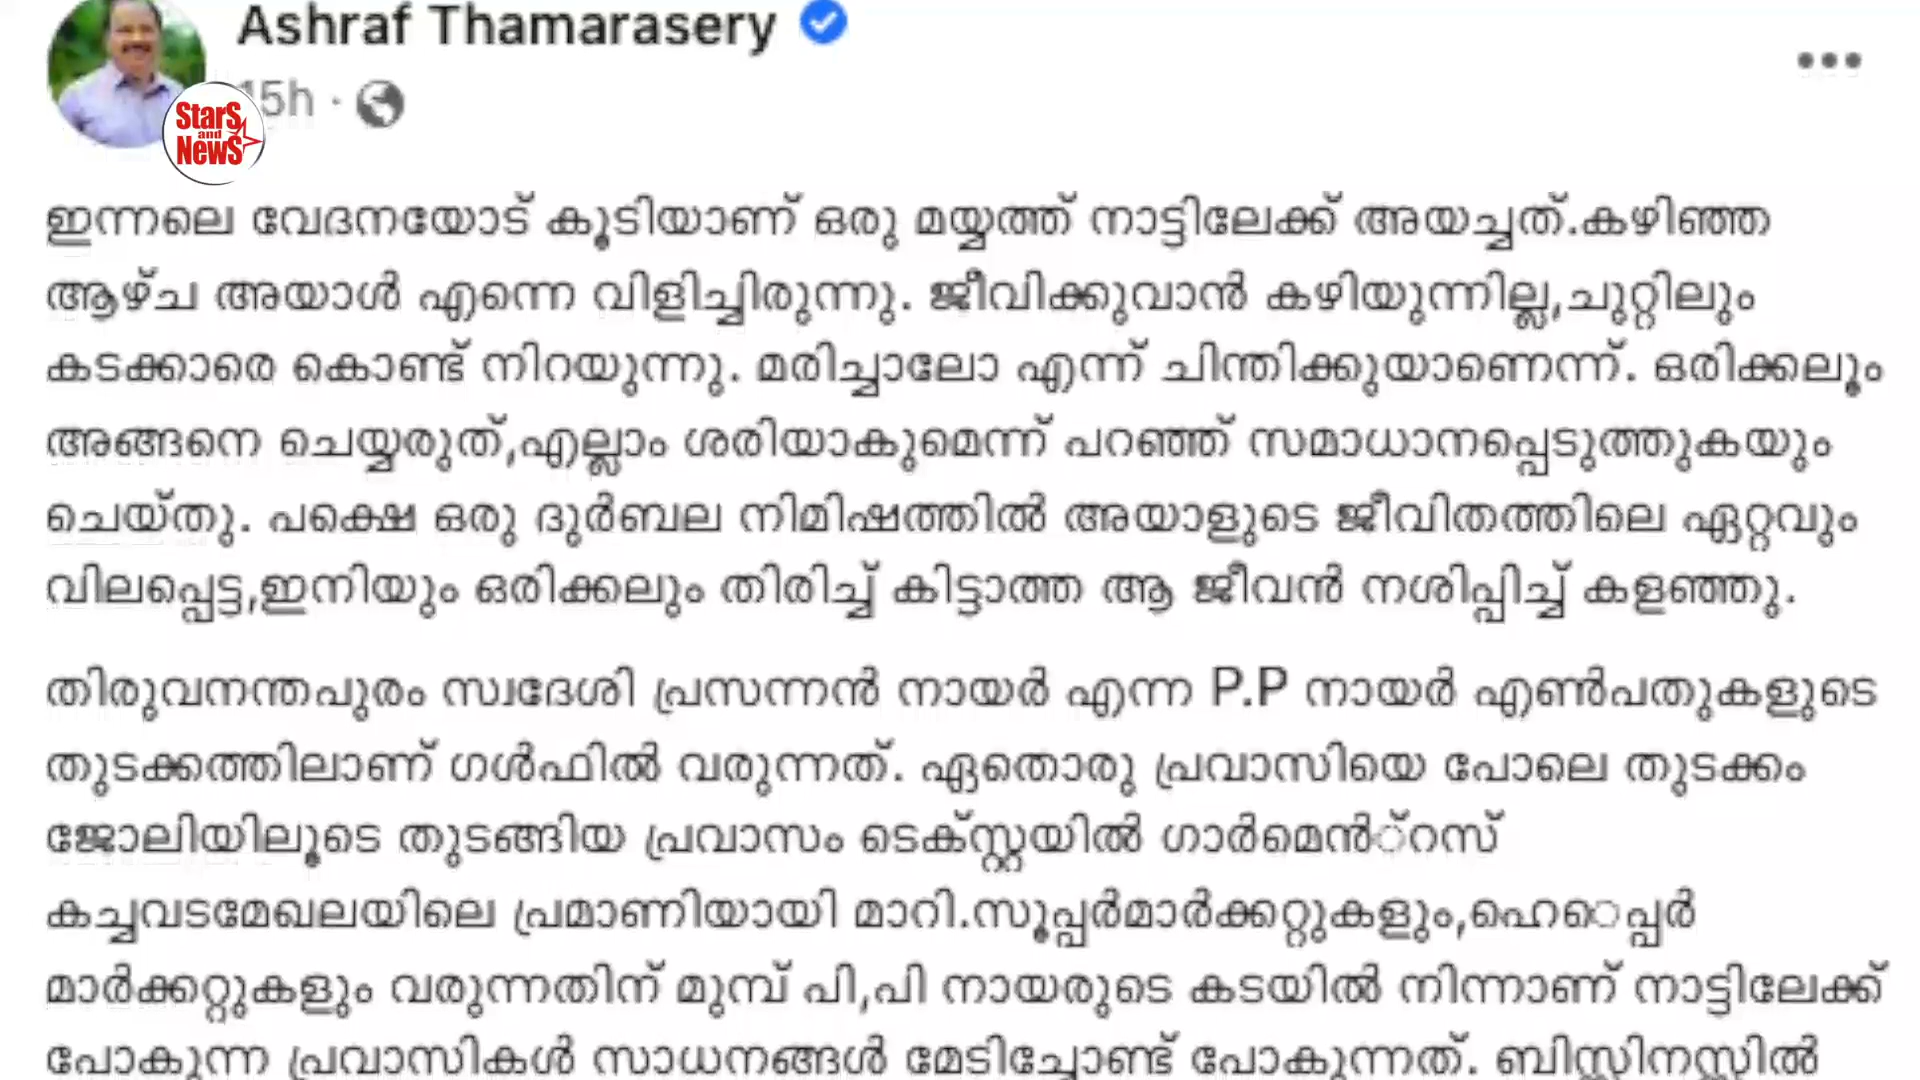 Ashraf Thamarasery
15h ·
Stars
and
News
ഇന്നലെ വേദനയോട് കൂടിയാണ് ഒരു മയ്യത്ത് നാട്ടിലേക്ക് അയച്ചത്.കഴിഞ്ഞ
ആഴ്ച അയാൾ എന്നെ വിളിച്ചിരുന്നു. ജീവിക്കുവാൻ കഴിയുന്നില്ല,ചുറ്റിലും
കടക്കാരെ കൊണ്ട് നിറയുന്നു. മരിച്ചാലോ എന്ന് ചിന്തിക്കുയാണെന്ന്. ഒരിക്കലൂം
അങ്ങനെ ചെയ്യരുത്,എല്ലാം ശരിയാകുമെന്ന് പറഞ്ഞ് സമാധാനപ്പെടുത്തുകയും
ചെയ്തു. പക്ഷെ ഒരു ദുർബല നിമിഷത്തിൽ അയാളുടെ ജീവിതത്തിലെ ഏറ്റവും
വിലപ്പെട്ട,ഇനിയും ഒരിക്കലും തിരിച്ച് കിട്ടാത്ത ആ ജീവൻ നശിപ്പിച്ച് കളഞ്ഞു.
തിരുവനന്തപുരം സ്വദേശി പ്രസന്നൻ നായർ എന്ന P.P നായർ എൺപതുകളുടെ
തുടക്കത്തിലാണ് ഗൾഫിൽ വരുന്നത്. ഏതൊരു പ്രവാസിയെ പോലെ തുടക്കം
ജോലിയിലൂടെ തുടങ്ങിയ പ്രവാസം ടെക്സ്റ്റയിൽ ഗാർമെൻ്റസ്
കച്ചവടമേഖലയിലെ പ്രമാണിയായി മാറി.സൂപ്പർമാർക്കറ്റുകളും,ഹെെപ്പർ
മാർക്കറ്റുകളും വരുന്നതിന് മുമ്പ് പി,പി നായരുടെ കടയിൽ നിന്നാണ് നാട്ടിലേക്ക്
പോകുന്ന പ്രവാസികൾ സാധനങ്ങൾ മേടിച്ചോണ്ട് പോകുന്നത്. ബിസ്സിനസ്സിൽ